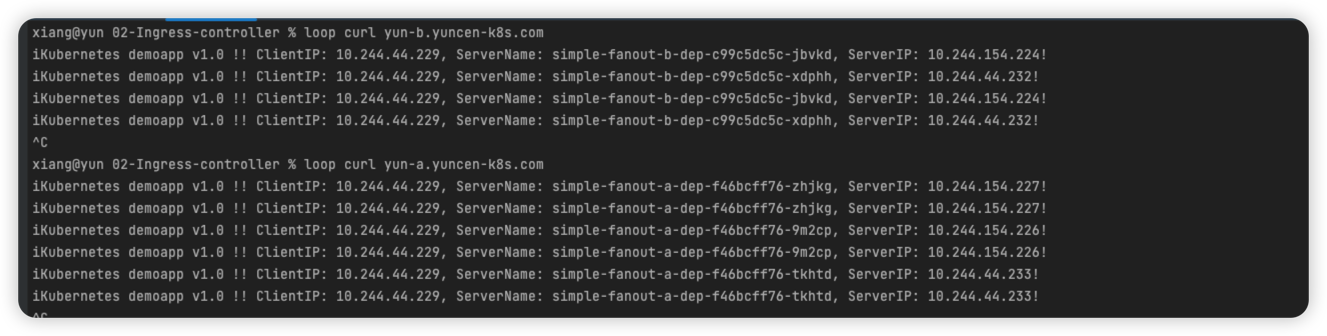 xiang@yun 02-Ingress-controller % loop curl yun-b.yuncen-k8s.com
iKubernetes demoapp v1.0 !! ClientIP: 10.244.44.229, ServerName: simple-fanout-b-dep-c99c5dc5c-jbvkd, ServerIP: 10.244.154.224!
iKubernetes demoapp v1.0 !! ClientIP: 10.244.44.229, ServerName: simple-fanout-b-dep-c99c5dc5c-xdphh, ServerIP: 10.244.44.232!
iKubernetes demoapp v1.0 !! ClientIP: 10.244.44.229, ServerName: simple-fanout-b-dep-c99c5dc5c-jbvkd, ServerIP: 10.244.154.224!
iKubernetes demoapp v1.0 !! ClientIP: 10.244.44.229, ServerName: simple-fanout-b-dep-c99c5dc5c-xdphh, ServerIP: 10.244.44.232!
^C
xiang@yun 02-Ingress-controller % loop curl yun-a.yuncen-k8s.com
iKubernetes demoapp v1.0 !! ClientIP: 10.244.44.229, ServerName: simple-fanout-a-dep-f46bcff76-zhjkg, ServerIP: 10.244.154.227!
iKubernetes demoapp v1.0 !! ClientIP: 10.244.44.229, ServerName: simple-fanout-a-dep-f46bcff76-zhjkg, ServerIP: 10.244.154.227!
iKubernetes demoapp v1.0 !! ClientIP: 10.244.44.229, ServerName: simple-fanout-a-dep-f46bcff76-9m2cp, ServerIP: 10.244.154.226!
iKubernetes demoapp v1.0 !! ClientIP: 10.244.44.229, ServerName: simple-fanout-a-dep-f46bcff76-9m2cp, ServerIP: 10.244.154.226!
iKubernetes demoapp v1.0 !! ClientIP: 10.244.44.229, ServerName: simple-fanout-a-dep-f46bcff76-tkhtd, ServerIP: 10.244.44.233!
iKubernetes demoapp v1.0 !! ClientIP: 10.244.44.229, ServerName: simple-fanout-a-dep-f46bcff76-tkhtd, ServerIP: 10.244.44.233!
^C